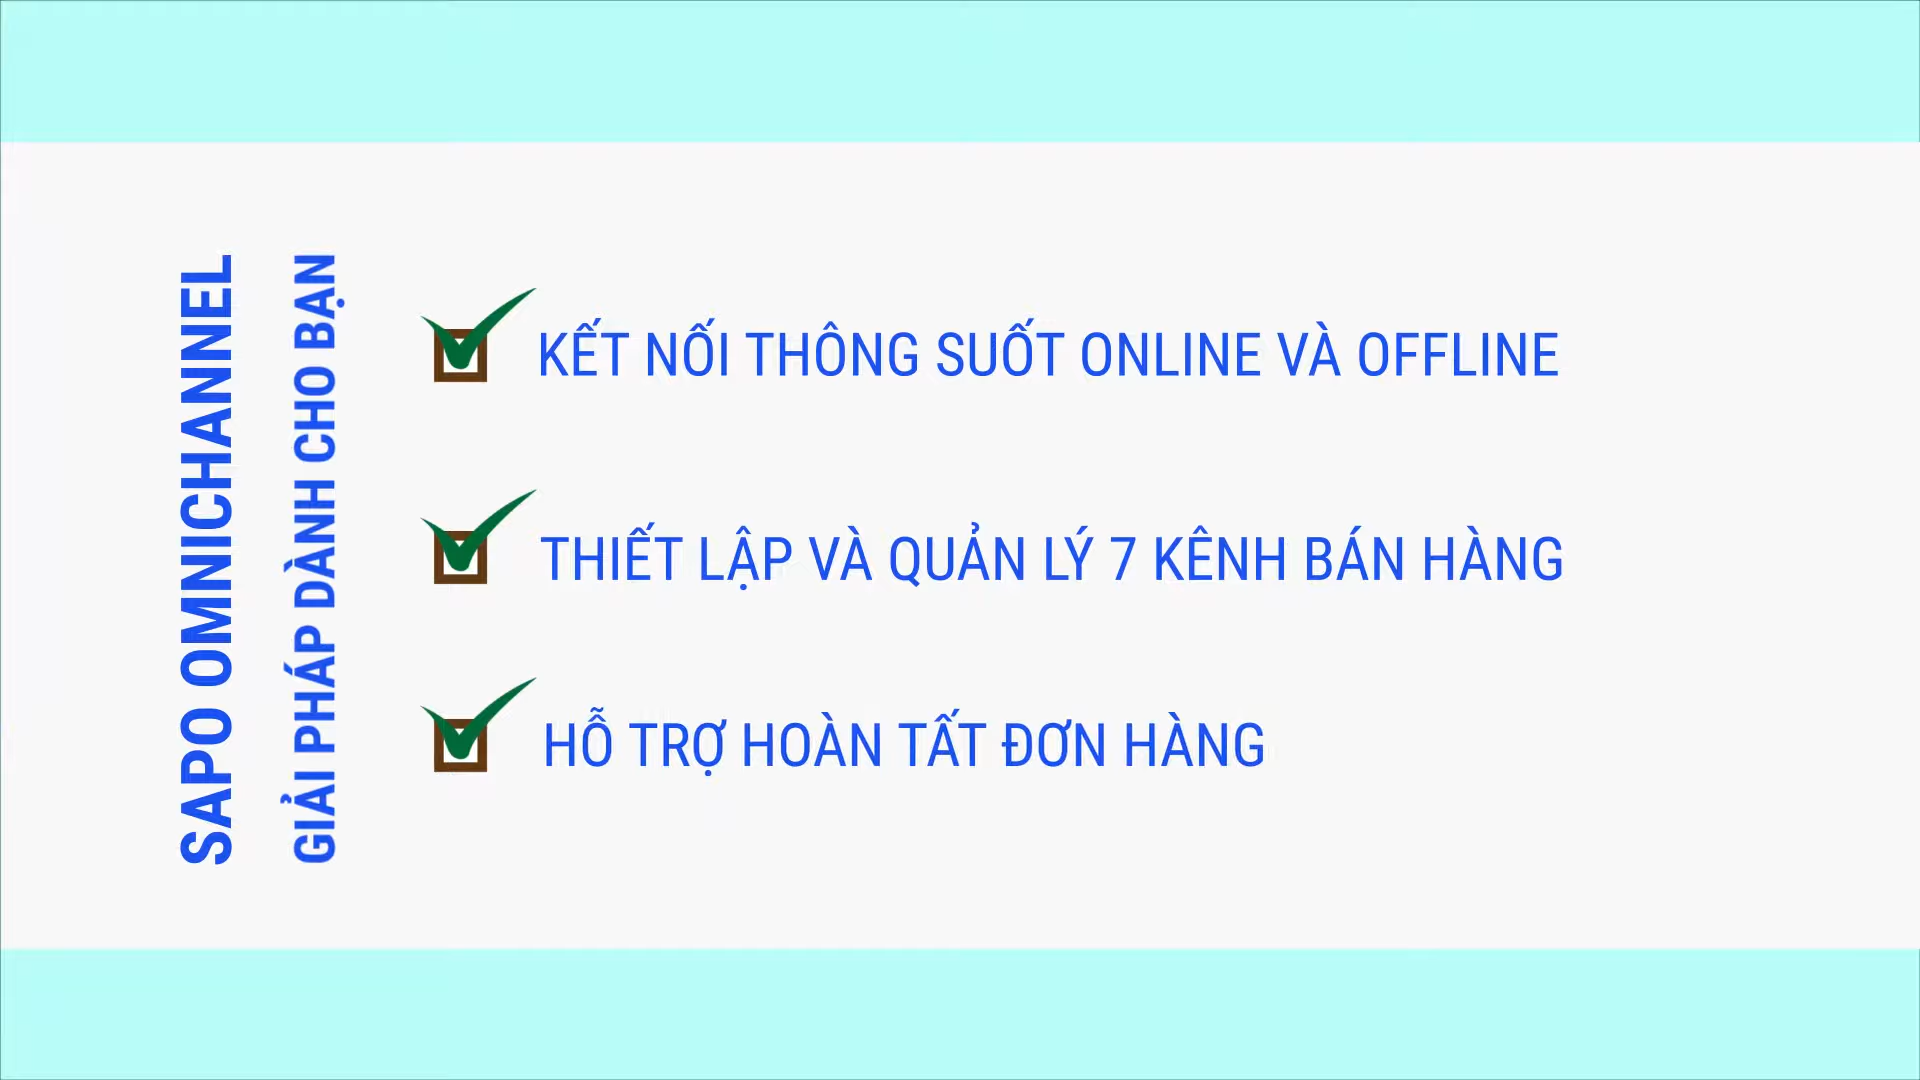 SAPO OMNICHANNEL
GIẢI PHÁP DÀNH CHO BẠN
KẾT NỐI THÔNG SUỐT ONLINE VÀ OFFLINE
THIẾT LẬP VÀ QUẢN LÝ 7 KÊNH BÁN HÀNG
HỖ TRỢ HOÀN TẤT ĐƠN HÀNG